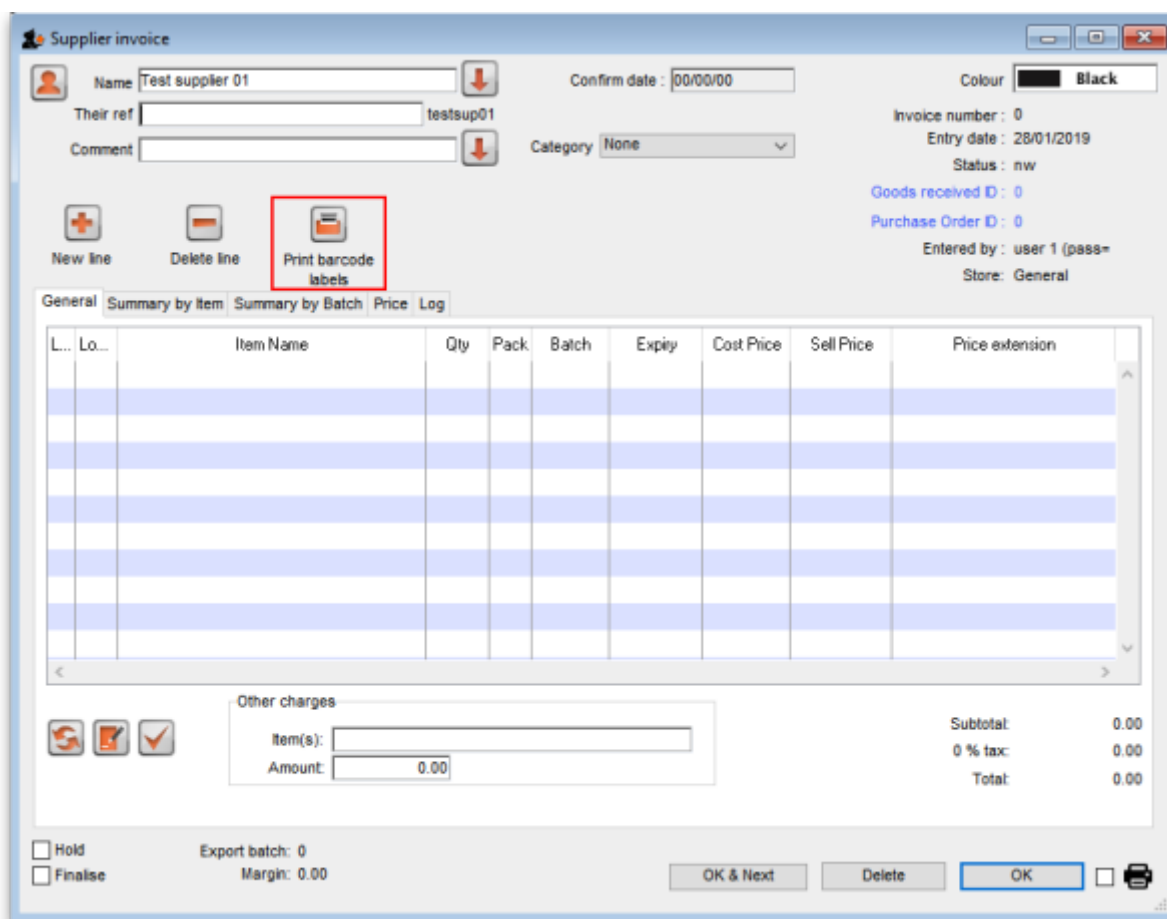 Supplier invoice
Name Test supplier 01
Confirm date : 00/00/00
Colour Black
Their ref testsup01
Invoice number : 0
Comment
Category None
Entry date : 28/01/2019
Status : nw
Goods received ID : 0
Purchase Order ID : 0
Entered by : user 1 (pass=
Store: General
New line
Delete line
Print barcode
labels
General Summary by Item Summary by Batch Price Log
L... Lo... Item Name Qty Pack Batch Expiry Cost Price Sell Price Price extension
Other charges
Item(s):
Amount: 0.00
Subtotal: 0.00
0 % tax: 0.00
Total: 0.00
Hold
Export batch: 0
Finalise
Margin: 0.00
OK & Next
Delete
OK